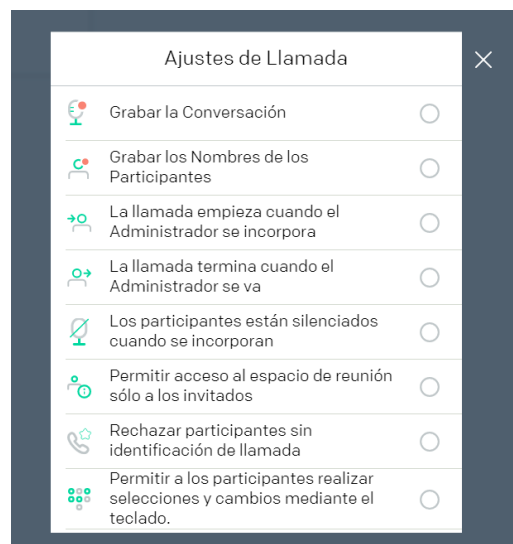 Ajustes de Llamada
Grabar la Conversación
Grabar los Nombres de los
Participantes
La llamada empieza cuando el
Administrador se incorpora
La llamada termina cuando el
Administrador se va
Los participantes están silenciados
cuando se incorporan
Permitir acceso al espacio de reunión
sólo a los invitados
Rechazar participantes sin
identificación de llamada
Permitir a los participantes realizar
selecciones y cambios mediante el
teclado.